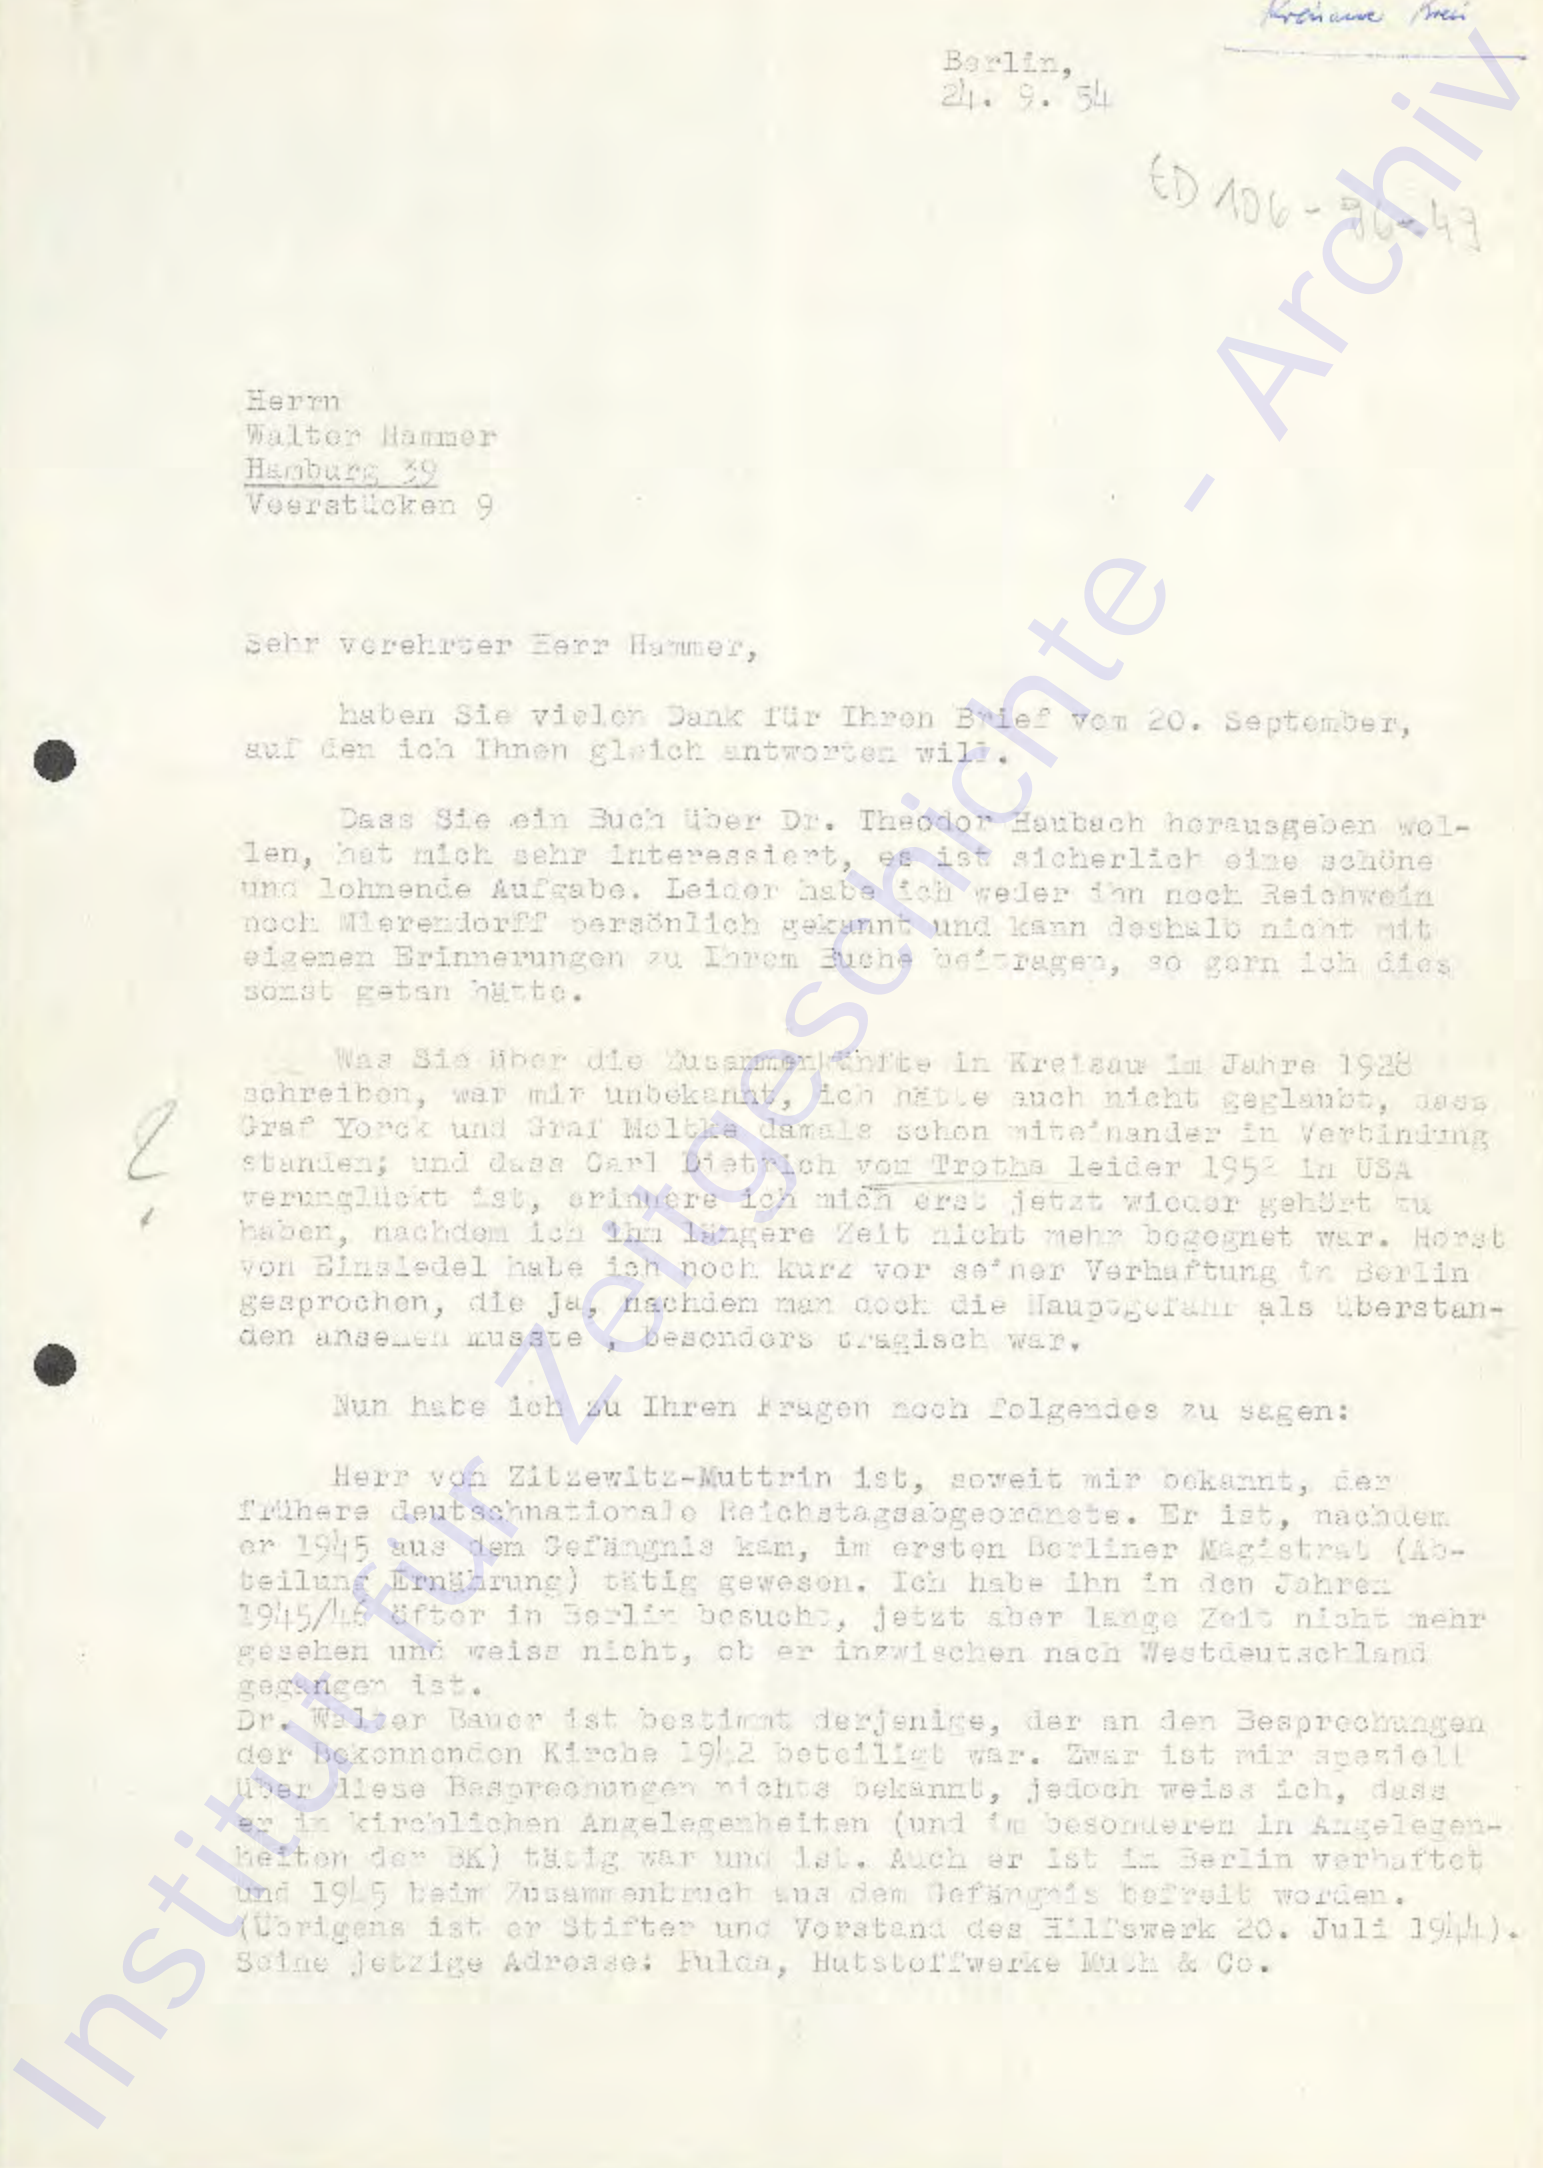 Kreisauer Kreis
Berlin,
24. 9. 54
ED 106 - 96-49
Herrn
Walter Hammer
Hamburg 39
Veerstücken 9
Sehr verehrter Herr Hammer,
haben Sie vielen Dank für Ihren Brief vom 20. September,
auf den ich Ihnen gleich antworten will.
Dass Sie ein Buch über Dr. Theodor Haubach herausgeben wol-
len, hat mich sehr interessiert, es ist sicherlich eine schöne
und lohnende Aufgabe. Leider habe ich weder ihn noch Reichwein
noch Mierendorff persönlich gekannt und kann deshalb nicht mit
eigenen Erinnerungen zu Ihrem Buche beitragen, so gern ich dies
sonst getan hätte.
Was Sie über die Zusammenkünfte in Kreisau im Jahre 1928
schreiben, war mir unbekannt, ich hätte auch nicht geglaubt, dass
Graf Yorck und Graf Moltke damals schon miteinander in Verbindung
standen; und dass Carl Dietrich von Trotha leider 1952 in USA
verunglückt ist, erinnere ich mich erst jetzt wieder gehört zu
haben, nachdem ich ihm längere Zeit nicht mehr begegnet war. Horst
von Einsiedel habe ich noch kurz vor seiner Verhaftung in Berlin
gesprochen, die ja, nachdem man doch die Hauptgefahr als überstan-
den ansehen musste , besonders tragisch war.
Nun habe ich zu Ihren Fragen noch folgendes zu sagen:
Herr von Zitzewitz-Muttrin ist, soweit mir bekannt, der
frühere deutschnationale Reichstagsabgeordnete. Er ist, nachdem
er 1945 aus dem Gefängnis kam, im ersten Berliner Magistrat (Ab-
teilung Ernährung) tätig gewesen. Ich habe ihn in den Jahren
1945/46 öfter in Berlin besucht, jetzt aber lange Zeit nicht mehr
gesehen und weiss nicht, ob er inzwischen nach Westdeutschland
gegangen ist.
Dr. Walter Bauer ist bestimmt derjenige, der an den Besprechungen
der Bekennenden Kirche 1942 beteiligt war. Zwar ist mir speziell
über diese Besprechungen nichts bekannt, jedoch weiss ich, dass
er in kirchlichen Angelegenheiten (und im besonderen in Angelegen-
heiten der BK) tätig war und ist. Auch er ist in Berlin verhaftet
und 1945 beim Zusammenbruch aus dem Gefängnis befreit worden.
(Übrigens ist er Stifter und Vorstand des Hilfswerk 20. Juli 1944).
Seine jetzige Adresse: Fulda, Hutstoffwerke Muth & Co.
Institut für Zeitgeschichte - Archiv